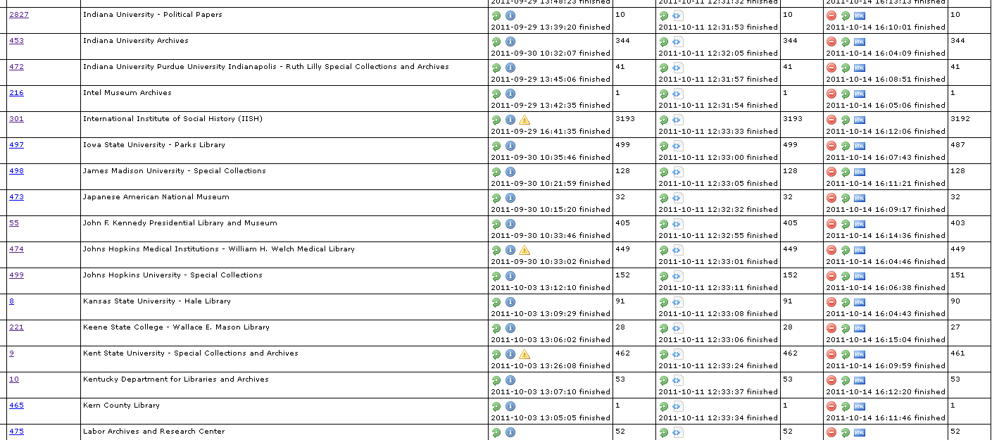 2011-09-29 13:48:23 finished 2011-10-11 12:31:32 finished 2011-10-14 16:13:13 finished
2827 Indiana University - Political Papers 10 10 HTML 10
2011-09-29 13:39:20 finished 2011-10-11 12:31:53 finished 2011-10-14 16:10:01 finished
453 Indiana University Archives 344 344 HTML 344
2011-09-30 10:32:07 finished 2011-10-11 12:32:05 finished 2011-10-14 16:04:09 finished
472 Indiana University Purdue University Indianapolis - Ruth Lilly Special Collections and Archives 41 41 HTML 41
2011-09-29 13:45:06 finished 2011-10-11 12:31:57 finished 2011-10-14 16:08:51 finished
216 Intel Museum Archives 1 1 HTML 1
2011-09-29 13:42:35 finished 2011-10-11 12:31:54 finished 2011-10-14 16:05:06 finished
301 International Institute of Social History (IISH) 3193 3193 HTML 3192
2011-09-29 16:41:35 finished 2011-10-11 12:33:33 finished 2011-10-14 16:12:06 finished
497 Iowa State University - Parks Library 499 499 HTML 487
2011-09-30 10:35:46 finished 2011-10-11 12:33:00 finished 2011-10-14 16:07:43 finished
498 James Madison University - Special Collections 128 128 HTML 128
2011-09-30 10:21:59 finished 2011-10-11 12:33:05 finished 2011-10-14 16:11:21 finished
473 Japanese American National Museum 32 32 HTML 32
2011-09-30 10:15:20 finished 2011-10-11 12:32:32 finished 2011-10-14 16:09:17 finished
55 John F. Kennedy Presidential Library and Museum 405 405 HTML 403
2011-09-30 10:33:46 finished 2011-10-11 12:32:55 finished 2011-10-14 16:14:36 finished
474 Johns Hopkins Medical Institutions - William H. Welch Medical Library 449 449 HTML 449
2011-09-30 10:33:02 finished 2011-10-11 12:33:01 finished 2011-10-14 16:04:46 finished
499 Johns Hopkins University - Special Collections 152 152 HTML 151
2011-10-03 13:12:10 finished 2011-10-11 12:33:11 finished 2011-10-14 16:06:38 finished
8 Kansas State University - Hale Library 91 91 HTML 90
2011-10-03 13:09:29 finished 2011-10-11 12:33:08 finished 2011-10-14 16:04:43 finished
221 Keene State College - Wallace E. Mason Library 28 28 HTML 27
2011-10-03 13:06:02 finished 2011-10-11 12:33:06 finished 2011-10-14 16:15:04 finished
9 Kent State University - Special Collections and Archives 462 462 HTML 461
2011-10-03 13:26:08 finished 2011-10-11 12:33:24 finished 2011-10-14 16:09:59 finished
10 Kentucky Department for Libraries and Archives 53 53 HTML 53
2011-10-03 13:07:10 finished 2011-10-11 12:33:37 finished 2011-10-14 16:12:20 finished
465 Kern County Library 1 1 HTML 1
2011-10-03 13:05:05 finished 2011-10-11 12:33:34 finished 2011-10-14 16:11:46 finished
475 Labor Archives and Research Center 52 52 HTML 52